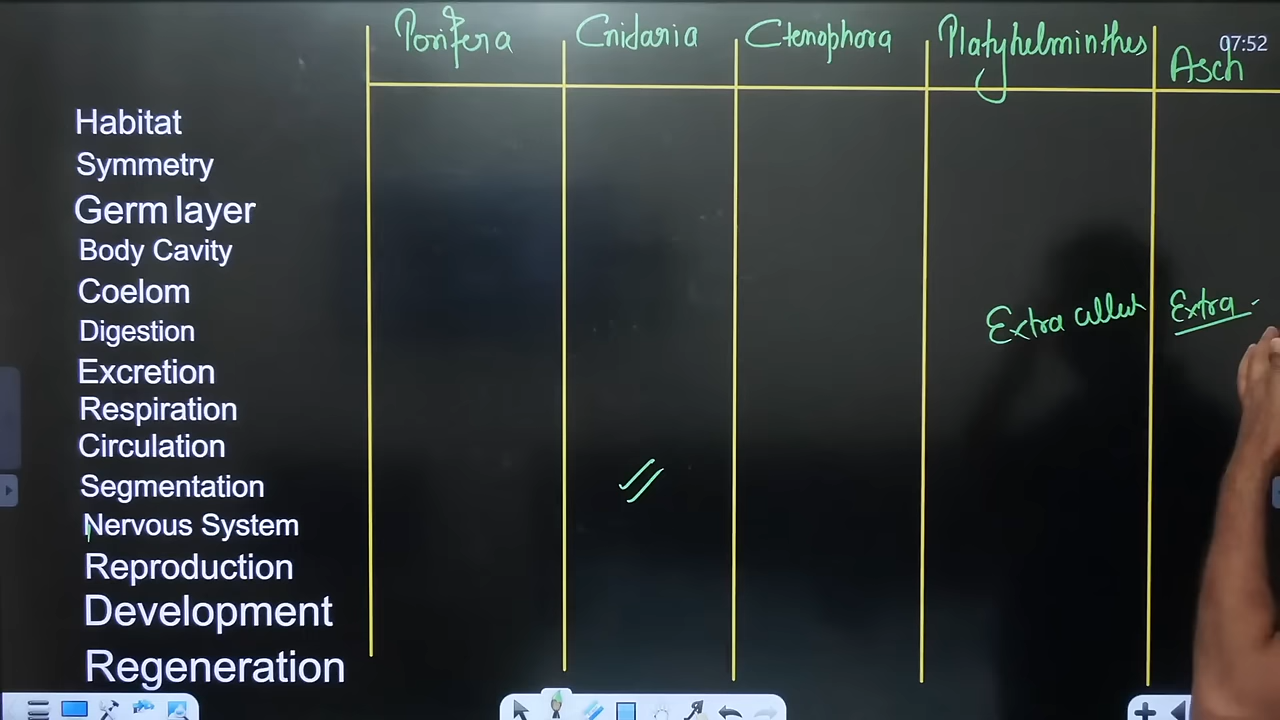 Porifera Cnidaria Ctenophora Platyhelminthes Asch
07:52
Habitat
Symmetry
Germ layer
Body Cavity
Coelom
Digestion Extra Extra -
Excretion
Respiration
Circulation
Segmentation
Nervous System
Reproduction
Development
Regeneration